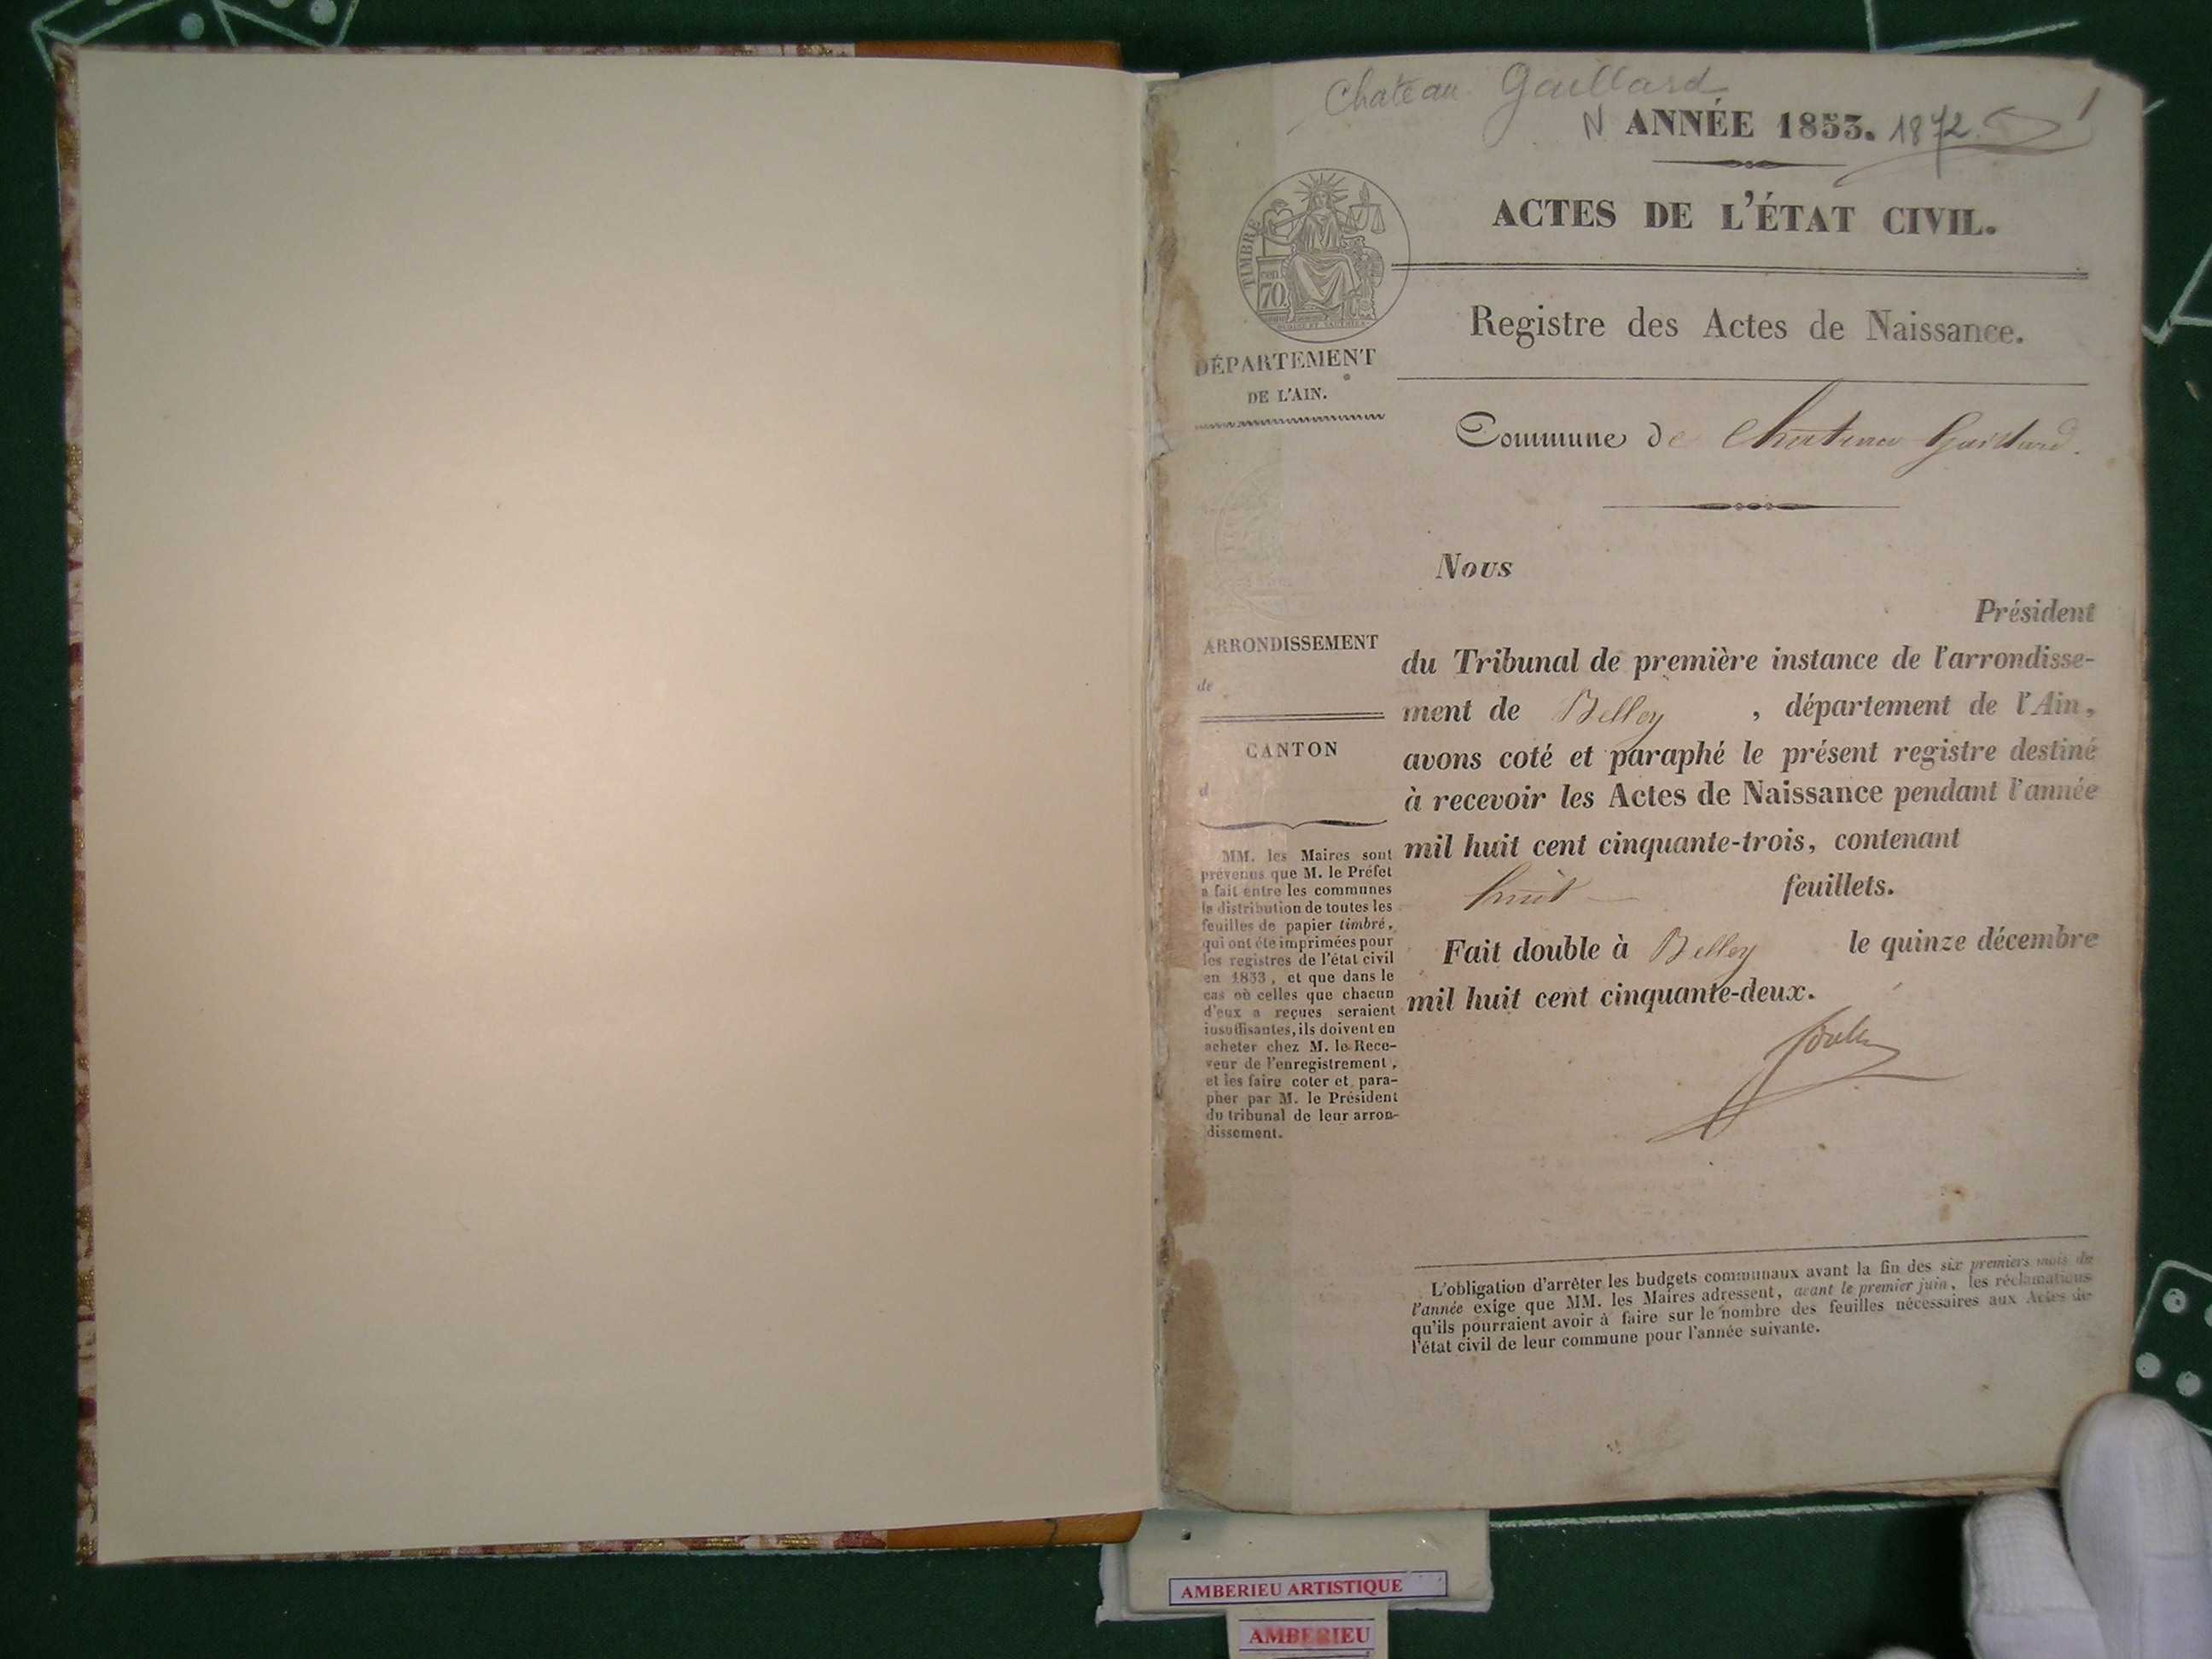 Chateau Gaillard
N ANNÉE 1853. 1872. 1
ACTES DE L'ÉTAT CIVIL.
TIMBRE
cen
70
Registre des Actes de Naissance.
DÉPARTEMENT
DE L'AIN.
Commune de Chateau Gaillard.
Nous
Président
du Tribunal de première instance de l'arrondisse-
ment de Belley , département de l'Ain,
avons coté et paraphé le présent registre destiné
à recevoir les Actes de Naissance pendant l'année
mil huit cent cinquante-trois, contenant
huit feuillets.
Fait double à Belley le quinze décembre
mil huit cent cinquante-deux.
ARRONDISSEMENT
de
CANTON
d
MM. les Maires sont
prévenus que M. le Préfet
a fait entre les communes
la distribution de toutes les
feuilles de papier timbré,
qui ont été imprimées pour
les registres de l'état civil
en 1853, et que dans le
cas où celles que chacun
d'eux a reçues seraient
insuffisantes, ils doivent en
acheter chez M. le Rece-
veur de l'enregistrement,
et les faire coter et para-
pher par M. le Président
du tribunal de leur arron-
dissement.
L'obligation d'arrêter les budgets communaux avant la fin des six premiers mois de
l'année exige que MM. les Maires adressent, avant le premier juin, les réclamations
qu'ils pourraient avoir à faire sur le nombre des feuilles nécessaires aux Actes de
l'état civil de leur commune pour l'année suivante.
AMBERIEU ARTISTIQUE
AMBERIEU